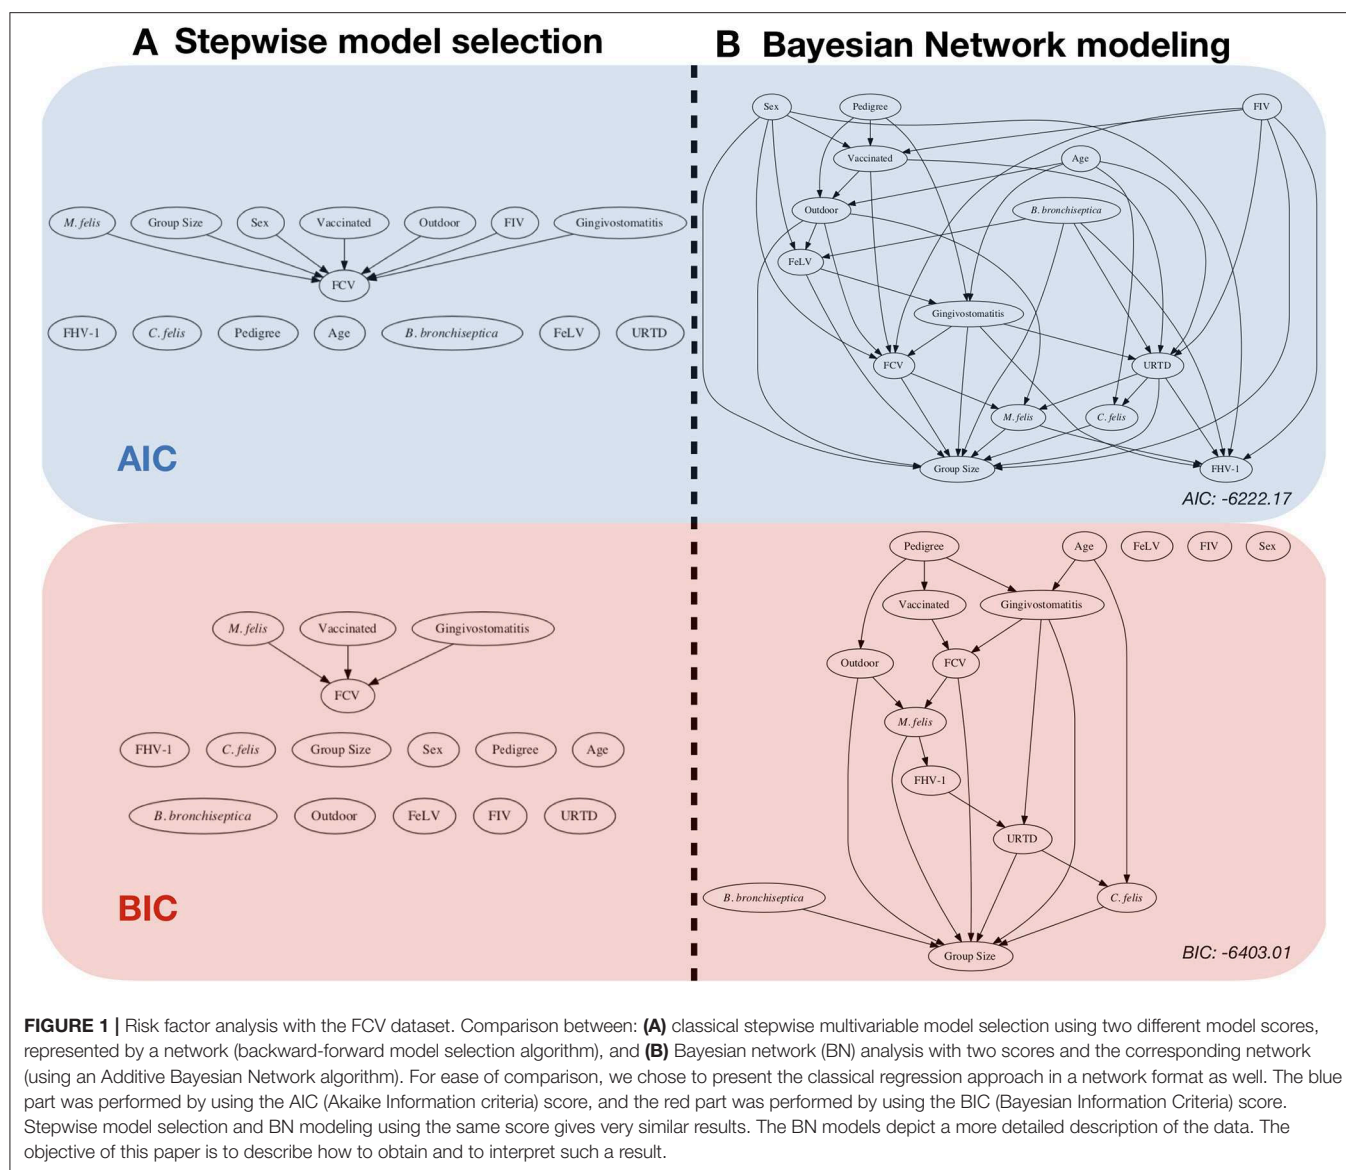 A Stepwise model selection
B Bayesian Network modeling
M. felis Group Size Sex Vaccinated Outdoor FIV Gingivostomatitis
FCV
FHV-1 C. felis Pedigree Age B. bronchiseptica FeLV URTD
AIC
Sex Pedigree FIV
Vaccinated Age
Outdoor B.bronchiseptica
FeLV
Gingivostomatitis
FCV URTD
M. felis C. felis
Group Size FHV-1
AIC: -6222.17
M. felis Vaccinated Gingivostomatitis
FCV
FHV-1 C. felis Group Size Sex Pedigree Age
B. bronchiseptica Outdoor FeLV FIV URTD
BIC
Pedigree Age FeLV FIV Sex
Vaccinated Gingivostomatitis
Outdoor FCV
M. felis
FHV-1
URTD
B. bronchiseptica C. felis
Group Size
BIC: -6403.01
FIGURE 1 | Risk factor analysis with the FCV dataset. Comparison between: (A) classical stepwise multivariable model selection using two different model scores,
represented by a network (backward-forward model selection algorithm), and (B) Bayesian network (BN) analysis with two scores and the corresponding network
(using an Additive Bayesian Network algorithm). For ease of comparison, we chose to present the classical regression approach in a network format as well. The blue
part was performed by using the AIC (Akaike Information criteria) score, and the red part was performed by using the BIC (Bayesian Information Criteria) score.
Stepwise model selection and BN modeling using the same score gives very similar results. The BN models depict a more detailed description of the data. The
objective of this paper is to describe how to obtain and to interpret such a result.